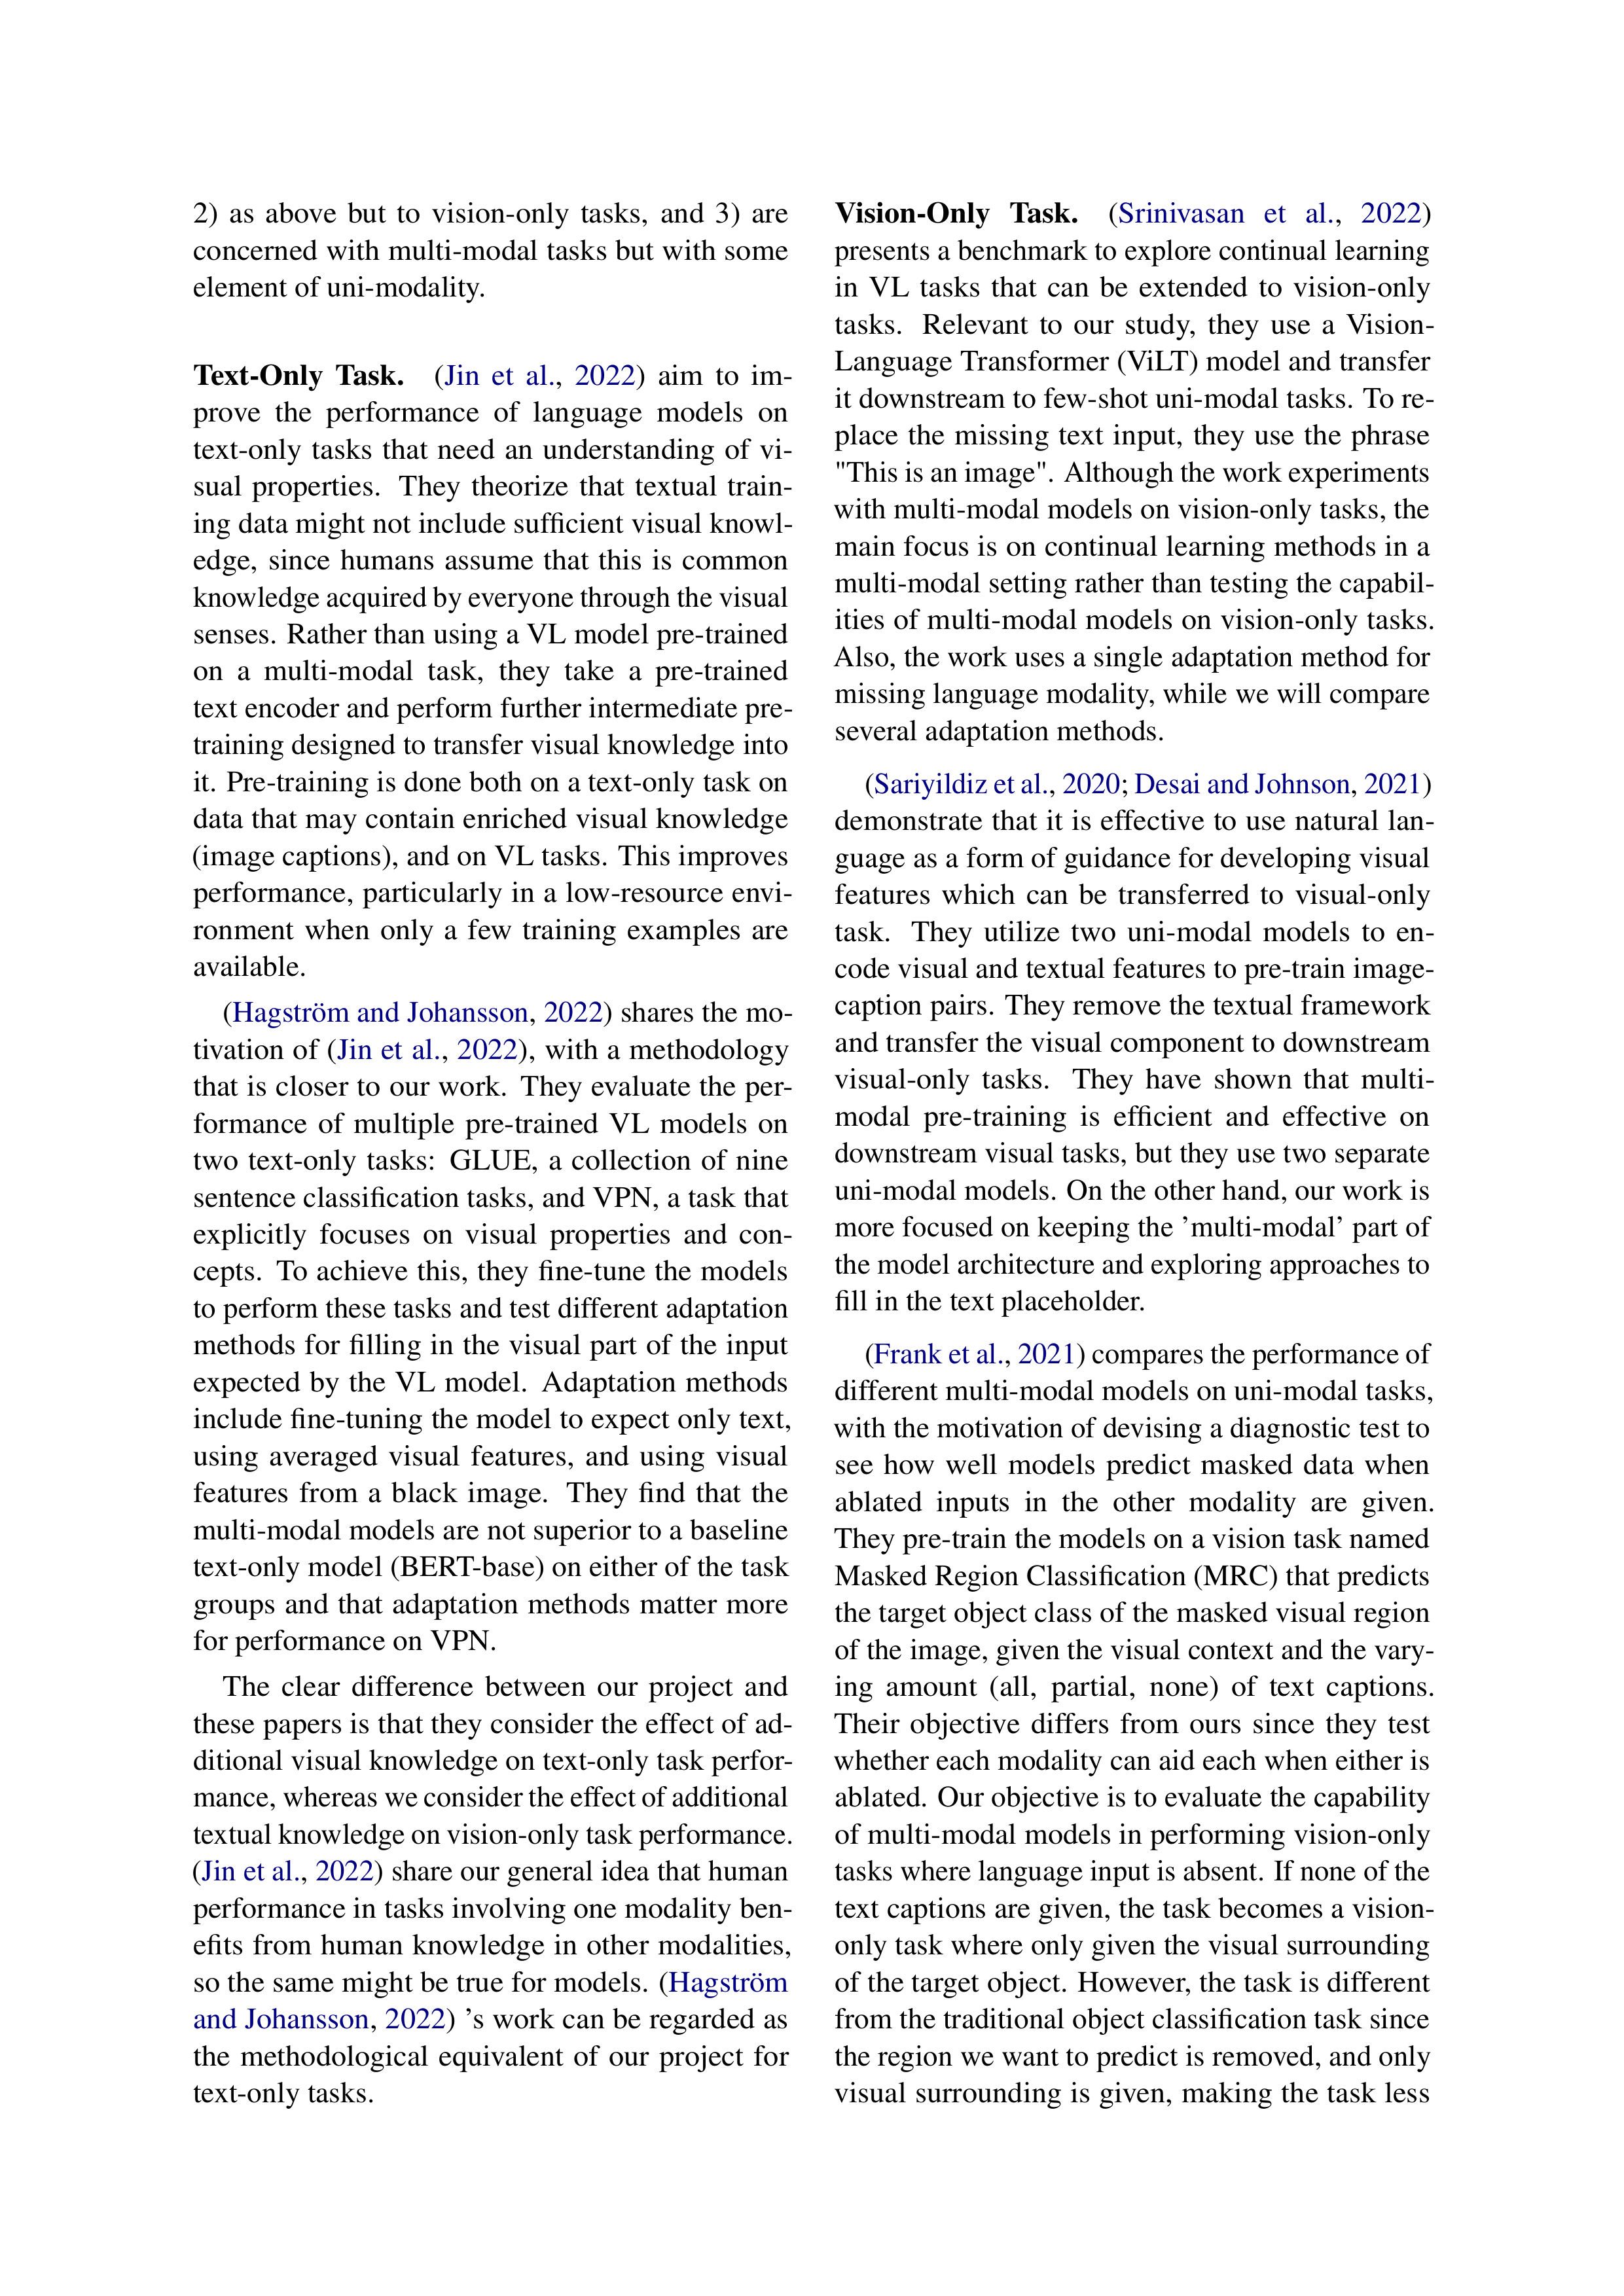 2) as above but to vision-only tasks, and 3) are
concerned with multi-modal tasks but with some
element of uni-modality.
Text-Only Task. (Jin et al., 2022) aim to im-
prove the performance of language models on
text-only tasks that need an understanding of vi-
sual properties. They theorize that textual train-
ing data might not include sufficient visual knowl-
edge, since humans assume that this is common
knowledge acquired by everyone through the visual
senses. Rather than using a VL model pre-trained
on a multi-modal task, they take a pre-trained
text encoder and perform further intermediate pre-
training designed to transfer visual knowledge into
it. Pre-training is done both on a text-only task on
data that may contain enriched visual knowledge
(image captions), and on VL tasks. This improves
performance, particularly in a low-resource envi-
ronment when only a few training examples are
available.
(Hagström and Johansson, 2022) shares the mo-
tivation of (Jin et al., 2022), with a methodology
that is closer to our work. They evaluate the per-
formance of multiple pre-trained VL models on
two text-only tasks: GLUE, a collection of nine
sentence classification tasks, and VPN, a task that
explicitly focuses on visual properties and con-
cepts. To achieve this, they fine-tune the models
to perform these tasks and test different adaptation
methods for filling in the visual part of the input
expected by the VL model. Adaptation methods
include fine-tuning the model to expect only text,
using averaged visual features, and using visual
features from a black image. They find that the
multi-modal models are not superior to a baseline
text-only model (BERT-base) on either of the task
groups and that adaptation methods matter more
for performance on VPN.
The clear difference between our project and
these papers is that they consider the effect of ad-
ditional visual knowledge on text-only task perfor-
mance, whereas we consider the effect of additional
textual knowledge on vision-only task performance.
(Jin et al., 2022) share our general idea that human
performance in tasks involving one modality ben-
efits from human knowledge in other modalities,
so the same might be true for models. (Hagström
and Johansson, 2022) 's work can be regarded as
the methodological equivalent of our project for
text-only tasks.
Vision-Only Task. (Srinivasan et al., 2022)
presents a benchmark to explore continual learning
in VL tasks that can be extended to vision-only
tasks. Relevant to our study, they use a Vision-
Language Transformer (ViLT) model and transfer
it downstream to few-shot uni-modal tasks. To re-
place the missing text input, they use the phrase
"This is an image". Although the work experiments
with multi-modal models on vision-only tasks, the
main focus is on continual learning methods in a
multi-modal setting rather than testing the capabil-
ities of multi-modal models on vision-only tasks.
Also, the work uses a single adaptation method for
missing language modality, while we will compare
several adaptation methods.
(Sariyildiz et al., 2020; Desai and Johnson, 2021)
demonstrate that it is effective to use natural lan-
guage as a form of guidance for developing visual
features which can be transferred to visual-only
task. They utilize two uni-modal models to en-
code visual and textual features to pre-train image-
caption pairs. They remove the textual framework
and transfer the visual component to downstream
visual-only tasks. They have shown that multi-
modal pre-training is efficient and effective on
downstream visual tasks, but they use two separate
uni-modal models. On the other hand, our work is
more focused on keeping the 'multi-modal' part of
the model architecture and exploring approaches to
fill in the text placeholder.
(Frank et al., 2021) compares the performance of
different multi-modal models on uni-modal tasks,
with the motivation of devising a diagnostic test to
see how well models predict masked data when
ablated inputs in the other modality are given.
They pre-train the models on a vision task named
Masked Region Classification (MRC) that predicts
the target object class of the masked visual region
of the image, given the visual context and the vary-
ing amount (all, partial, none) of text captions.
Their objective differs from ours since they test
whether each modality can aid each when either is
ablated. Our objective is to evaluate the capability
of multi-modal models in performing vision-only
tasks where language input is absent. If none of the
text captions are given, the task becomes a vision-
only task where only given the visual surrounding
of the target object. However, the task is different
from the traditional object classification task since
the region we want to predict is removed, and only
visual surrounding is given, making the task less